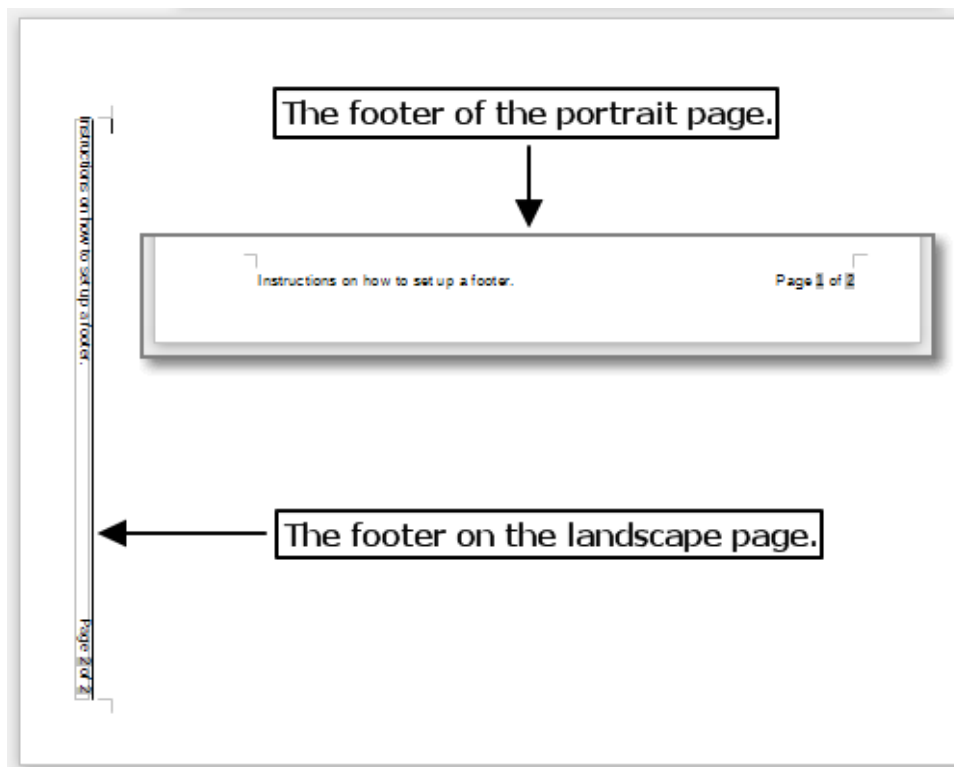 The footer of the portrait page.
Instructions on how to set up a footer. Page 1 of 2
The footer on the landscape page.
Instructions on how to set up a footer. Page 2 of 2